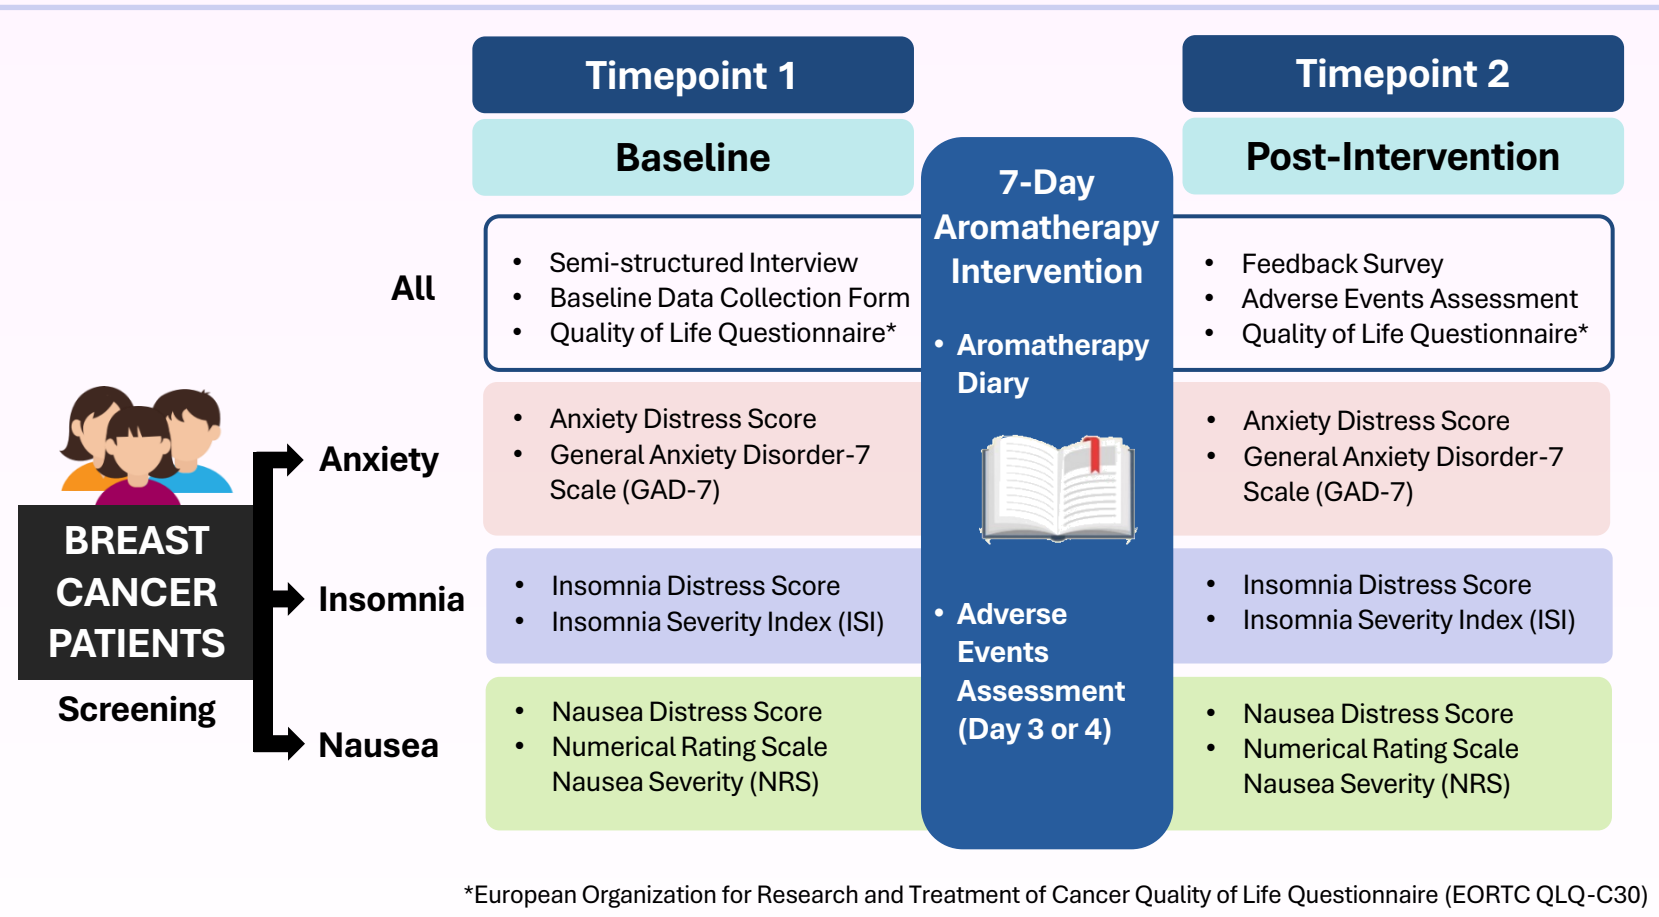 Timepoint 1
Timepoint 2
Baseline
Post-Intervention
7-Day
Aromatherapy
Intervention
• Aromatherapy
Diary
• Adverse
Events
Assessment
(Day 3 or 4)
All
• Semi-structured Interview
• Baseline Data Collection Form
• Quality of Life Questionnaire*
• Feedback Survey
• Adverse Events Assessment
• Quality of Life Questionnaire*
BREAST
CANCER
PATIENTS
Screening
Anxiety
• Anxiety Distress Score
• General Anxiety Disorder-7
Scale (GAD-7)
• Anxiety Distress Score
• General Anxiety Disorder-7
Scale (GAD-7)
Insomnia
• Insomnia Distress Score
• Insomnia Severity Index (ISI)
• Insomnia Distress Score
• Insomnia Severity Index (ISI)
Nausea
• Nausea Distress Score
• Numerical Rating Scale
Nausea Severity (NRS)
• Nausea Distress Score
• Numerical Rating Scale
Nausea Severity (NRS)
*European Organization for Research and Treatment of Cancer Quality of Life Questionnaire (EORTC QLQ-C30)